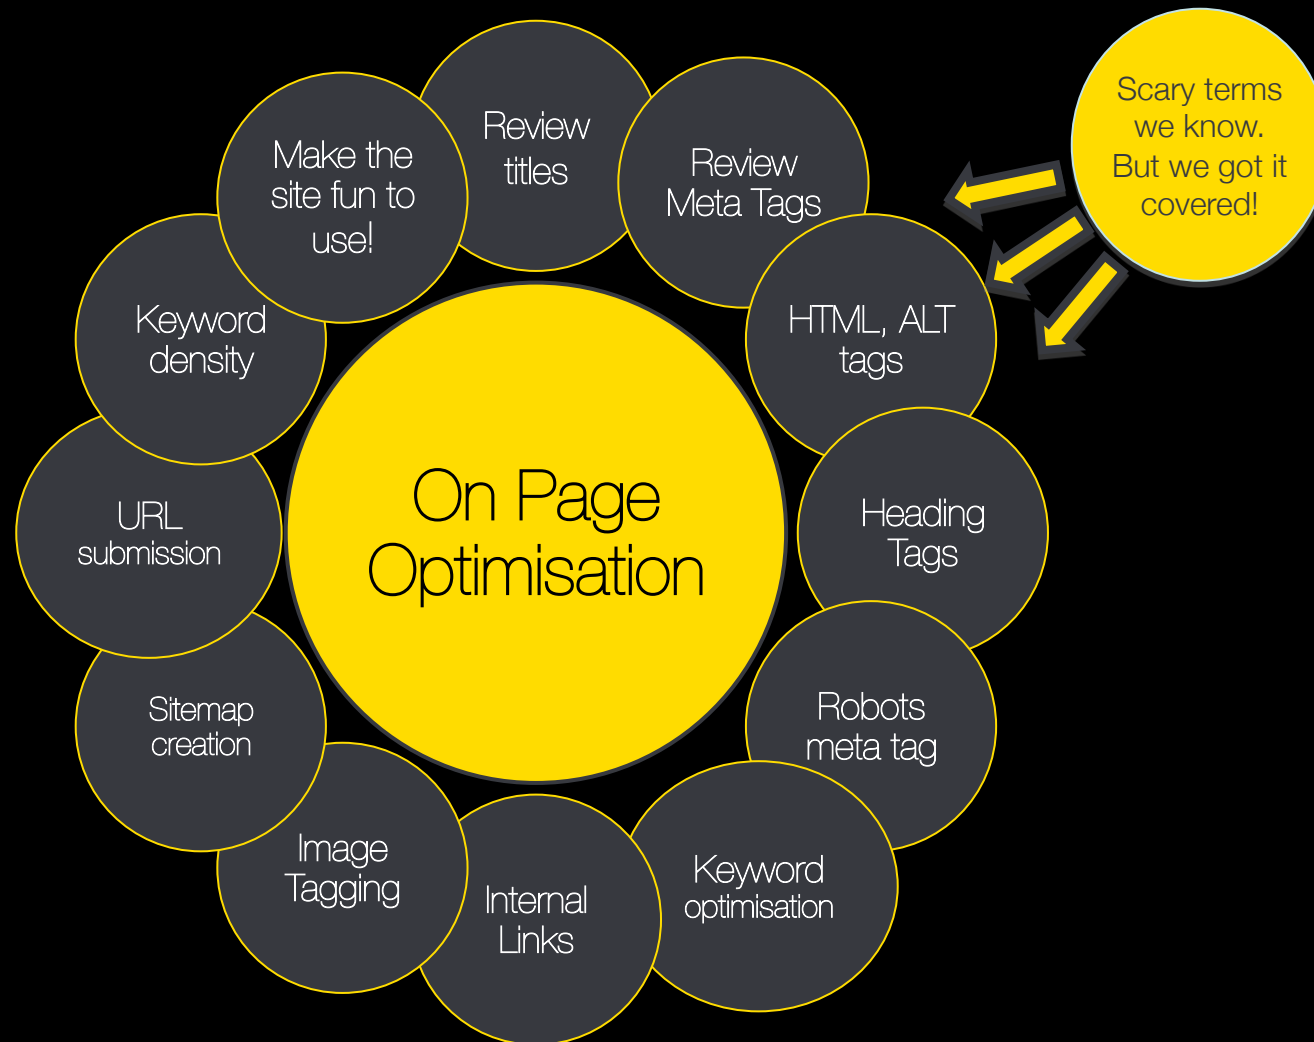 Review
titles
Review
Meta Tags
HTML, ALT
tags
Heading
Tags
Robots
meta tag
Keyword
optimisation
Internal
Links
Image
Tagging
Sitemap
creation
URL
submission
Keyword
density
Make the
site fun to
use!
On Page
Optimisation
Scary terms
we know.
But we got it
covered!